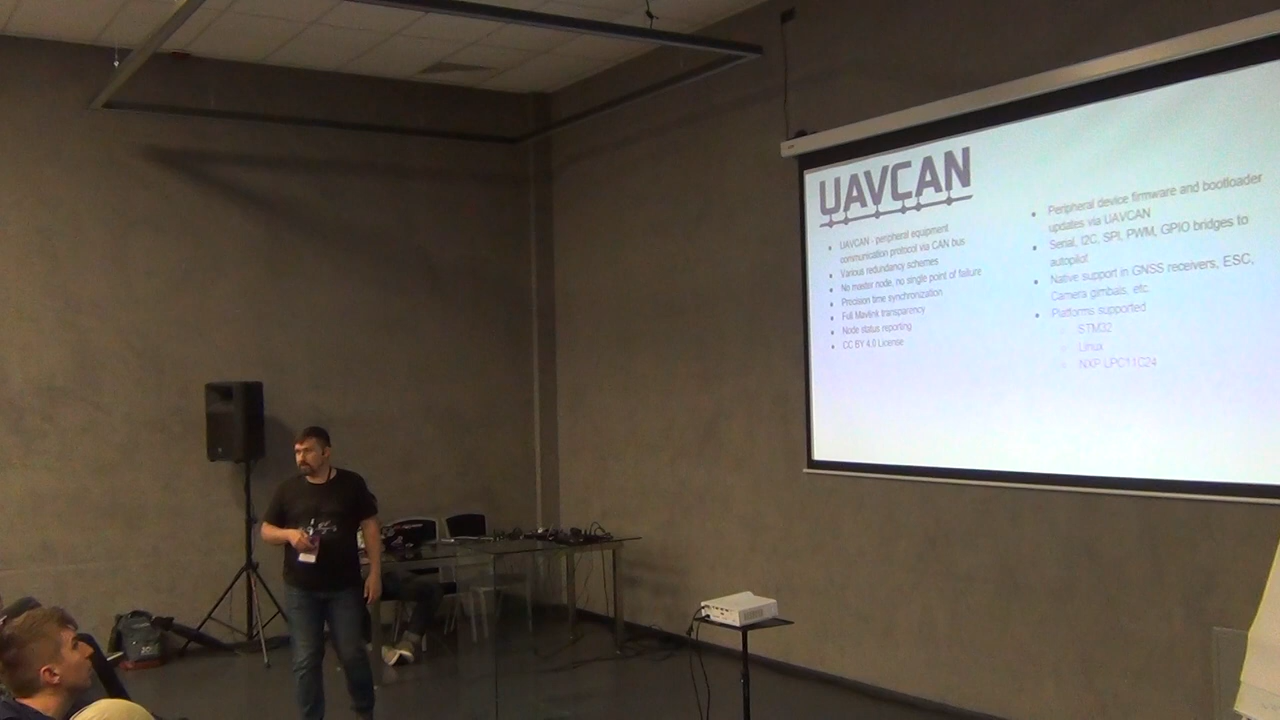 UAVCAN
UAVCAN - peripheral equipment
communication protocol via CAN bus
Various redundancy schemes
No master node, no single point of failure
Precision time synchronization
Full Mavlink transparency
Node status reporting
CC BY 4.0 License
Peripheral device firmware and bootloader
updates via UAVCAN
Serial, I2C, SPI, PWM, GPIO bridges to
autopilot
Native support in GNSS receivers, ESC,
Camera gimbals, etc.
Platforms supported
STM32
Linux
NXP LPC11C24